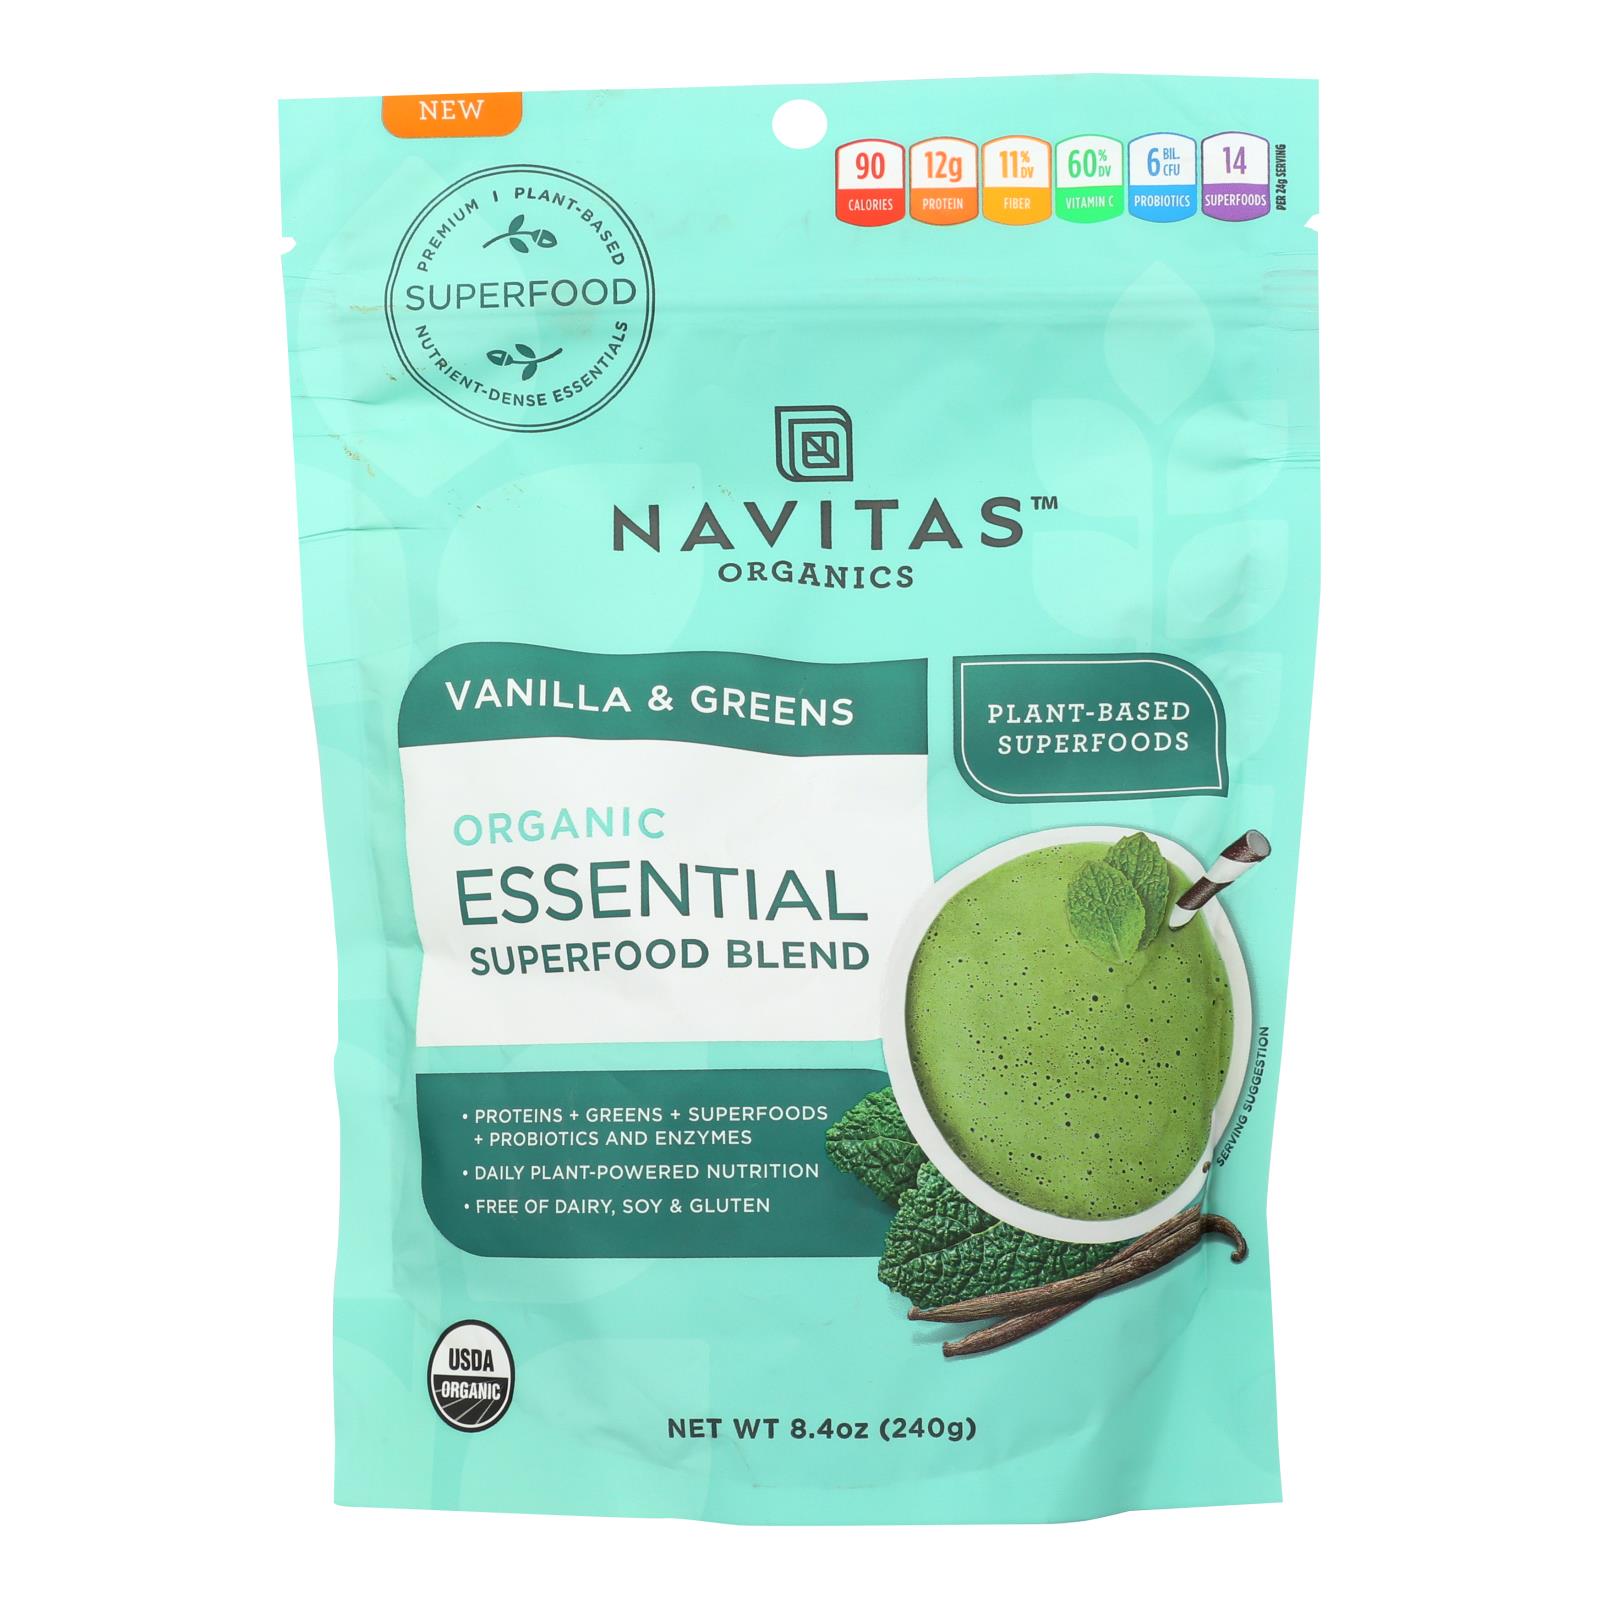 NEW
PREMIUM | PLANT-BASED
SUPERFOOD
NUTRIENT-DENSE ESSENTIALS
90
CALORIES
12g
PROTEIN
11% DV
FIBER
60% DV
VITAMIN C
6 BIL. CFU
PROBIOTICS
14
SUPERFOODS
PER 24g SERVING
NAVITAS™
ORGANICS
VANILLA & GREENS
PLANT-BASED
SUPERFOODS
ORGANIC
ESSENTIAL
SUPERFOOD BLEND
• PROTEINS + GREENS + SUPERFOODS
+ PROBIOTICS AND ENZYMES
• DAILY PLANT-POWERED NUTRITION
• FREE OF DAIRY, SOY & GLUTEN
SERVING SUGGESTION
USDA
ORGANIC
NET WT 8.4oz (240g)